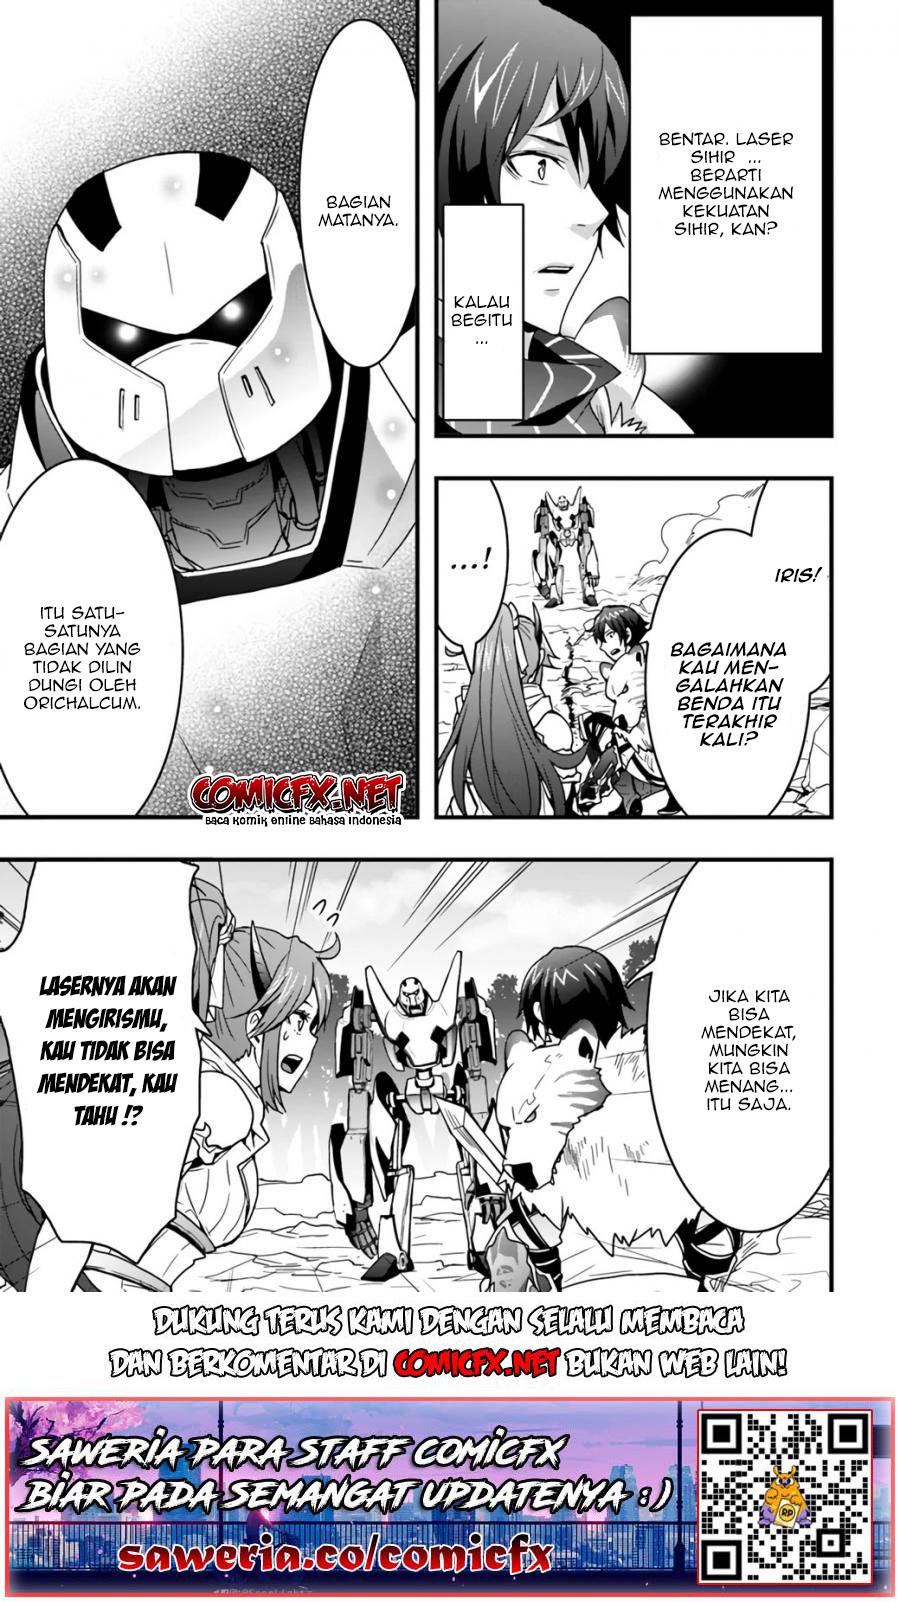 BENTAR. LASER
SIHIR ...
BERARTI
MENGGUNAKAN
KEKUATAN
SIHIR, KAN?
KALAU
BEGITU
...
IRIS!
BAGAIMANA
KAU MEN-
GALAHKAN
BENDA ITU
TERAKHIR
KALI?
...!
BAGIAN
MATANYA.
ITU SATU-
SATUNYA
BAGIAN YANG
TIDAK DILIN
DUNGI OLEH
ORICHALCUM.
COMICFX.NET
Baca Komik Online Bahasa Indonesia
JIKA KITA
BISA
MENDEKAT,
MUNGKIN
KITA BISA
MENANG...
ITU SAJA.
LASERNYA AKAN
MENGIRISMU,
KAU TIDAK BISA
MENDEKAT, KAU
TAHU !?
DUKUNG TERUS KAMI DENGAN SELALU MEMBACA
DAN BERKOMENTAR DI COMICFX.NET BUKAN WEB LAIN!
SAWERIA PARA STAFF COMICFX
BIAR PADA SEMANGAT UPDATENYA :)
saweria.co/comicfx
RP